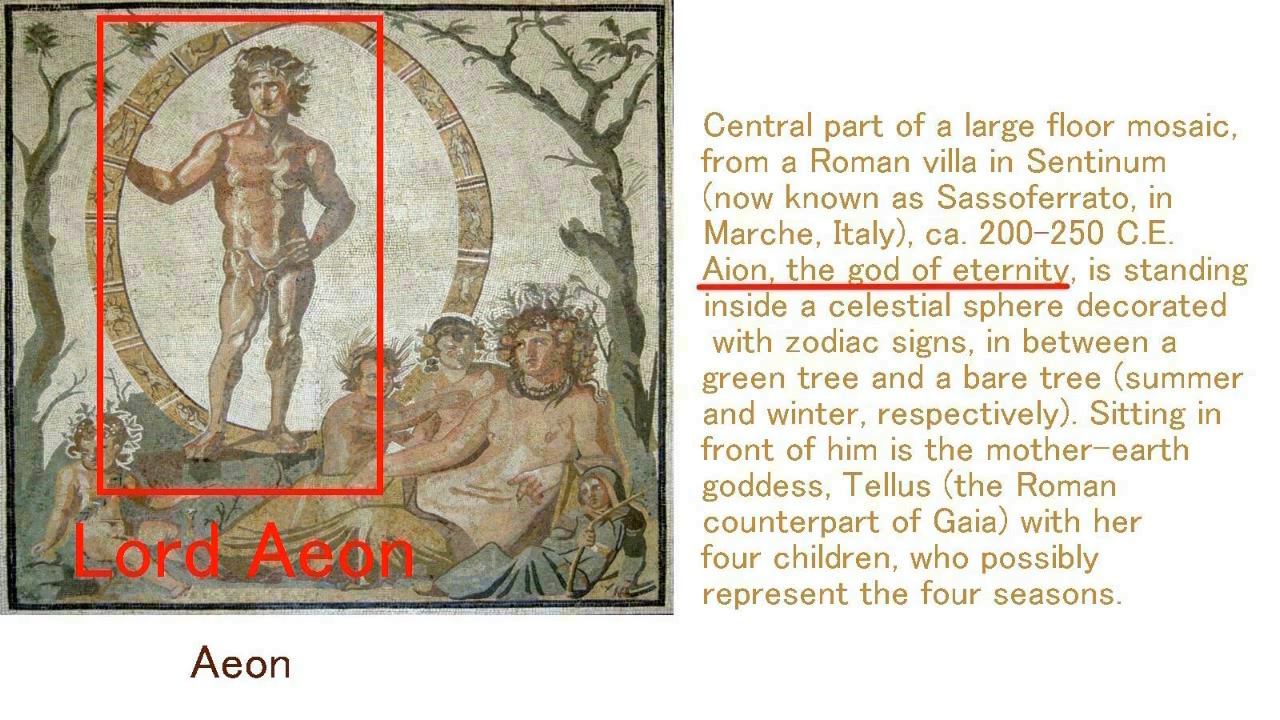 Lord Aeon
Aeon
Central part of a large floor mosaic,
from a Roman villa in Sentinum
(now known as Sassoferrato, in
Marche, Italy), ca. 200-250 C.E.
Aion, the god of eternity, is standing
inside a celestial sphere decorated
with zodiac signs, in between a
green tree and a bare tree (summer
and winter, respectively). Sitting in
front of him is the mother-earth
goddess, Tellus (the Roman
counterpart of Gaia) with her
four children, who possibly
represent the four seasons.